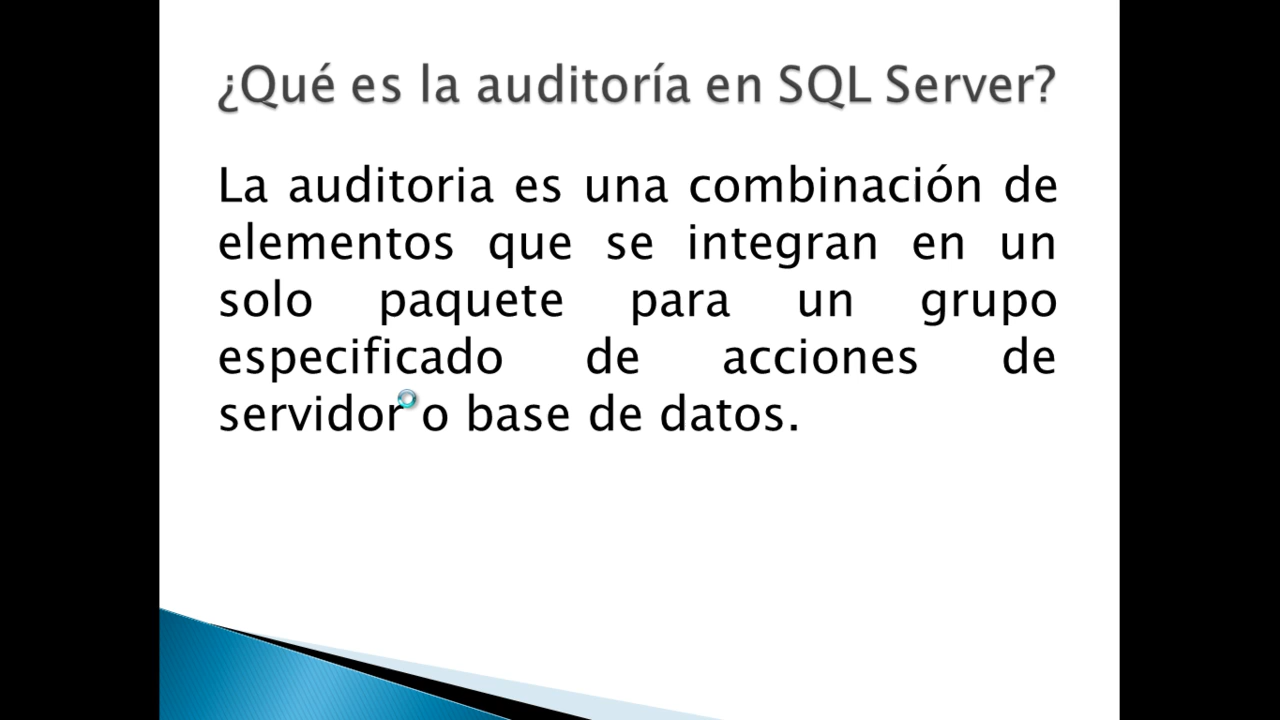 ¿Qué es la auditoría en SQL Server?
La auditoria es una combinación de
elementos que se integran en un
solo paquete para un grupo
especificado de acciones de
servidor o base de datos.